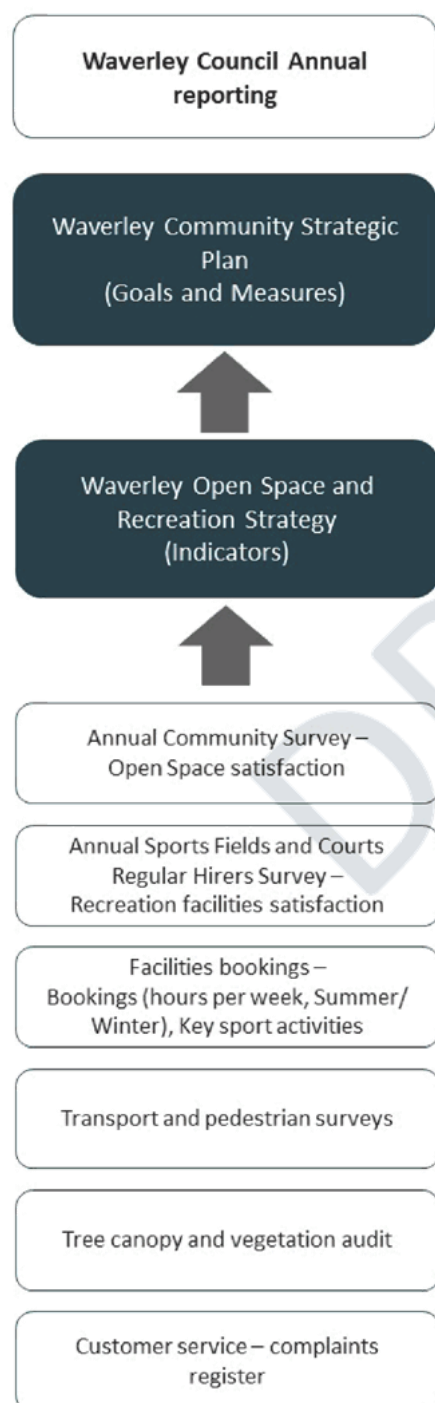 Waverley Council Annual
reporting
Waverley Community Strategic
Plan
(Goals and Measures)
Waverley Open Space and
Recreation Strategy
(Indicators)
Annual Community Survey –
Open Space satisfaction
Annual Sports Fields and Courts
Regular Hirers Survey –
Recreation facilities satisfaction
Facilities bookings –
Bookings (hours per week, Summer/
Winter), Key sport activities
Transport and pedestrian surveys
Tree canopy and vegetation audit
Customer service – complaints
register